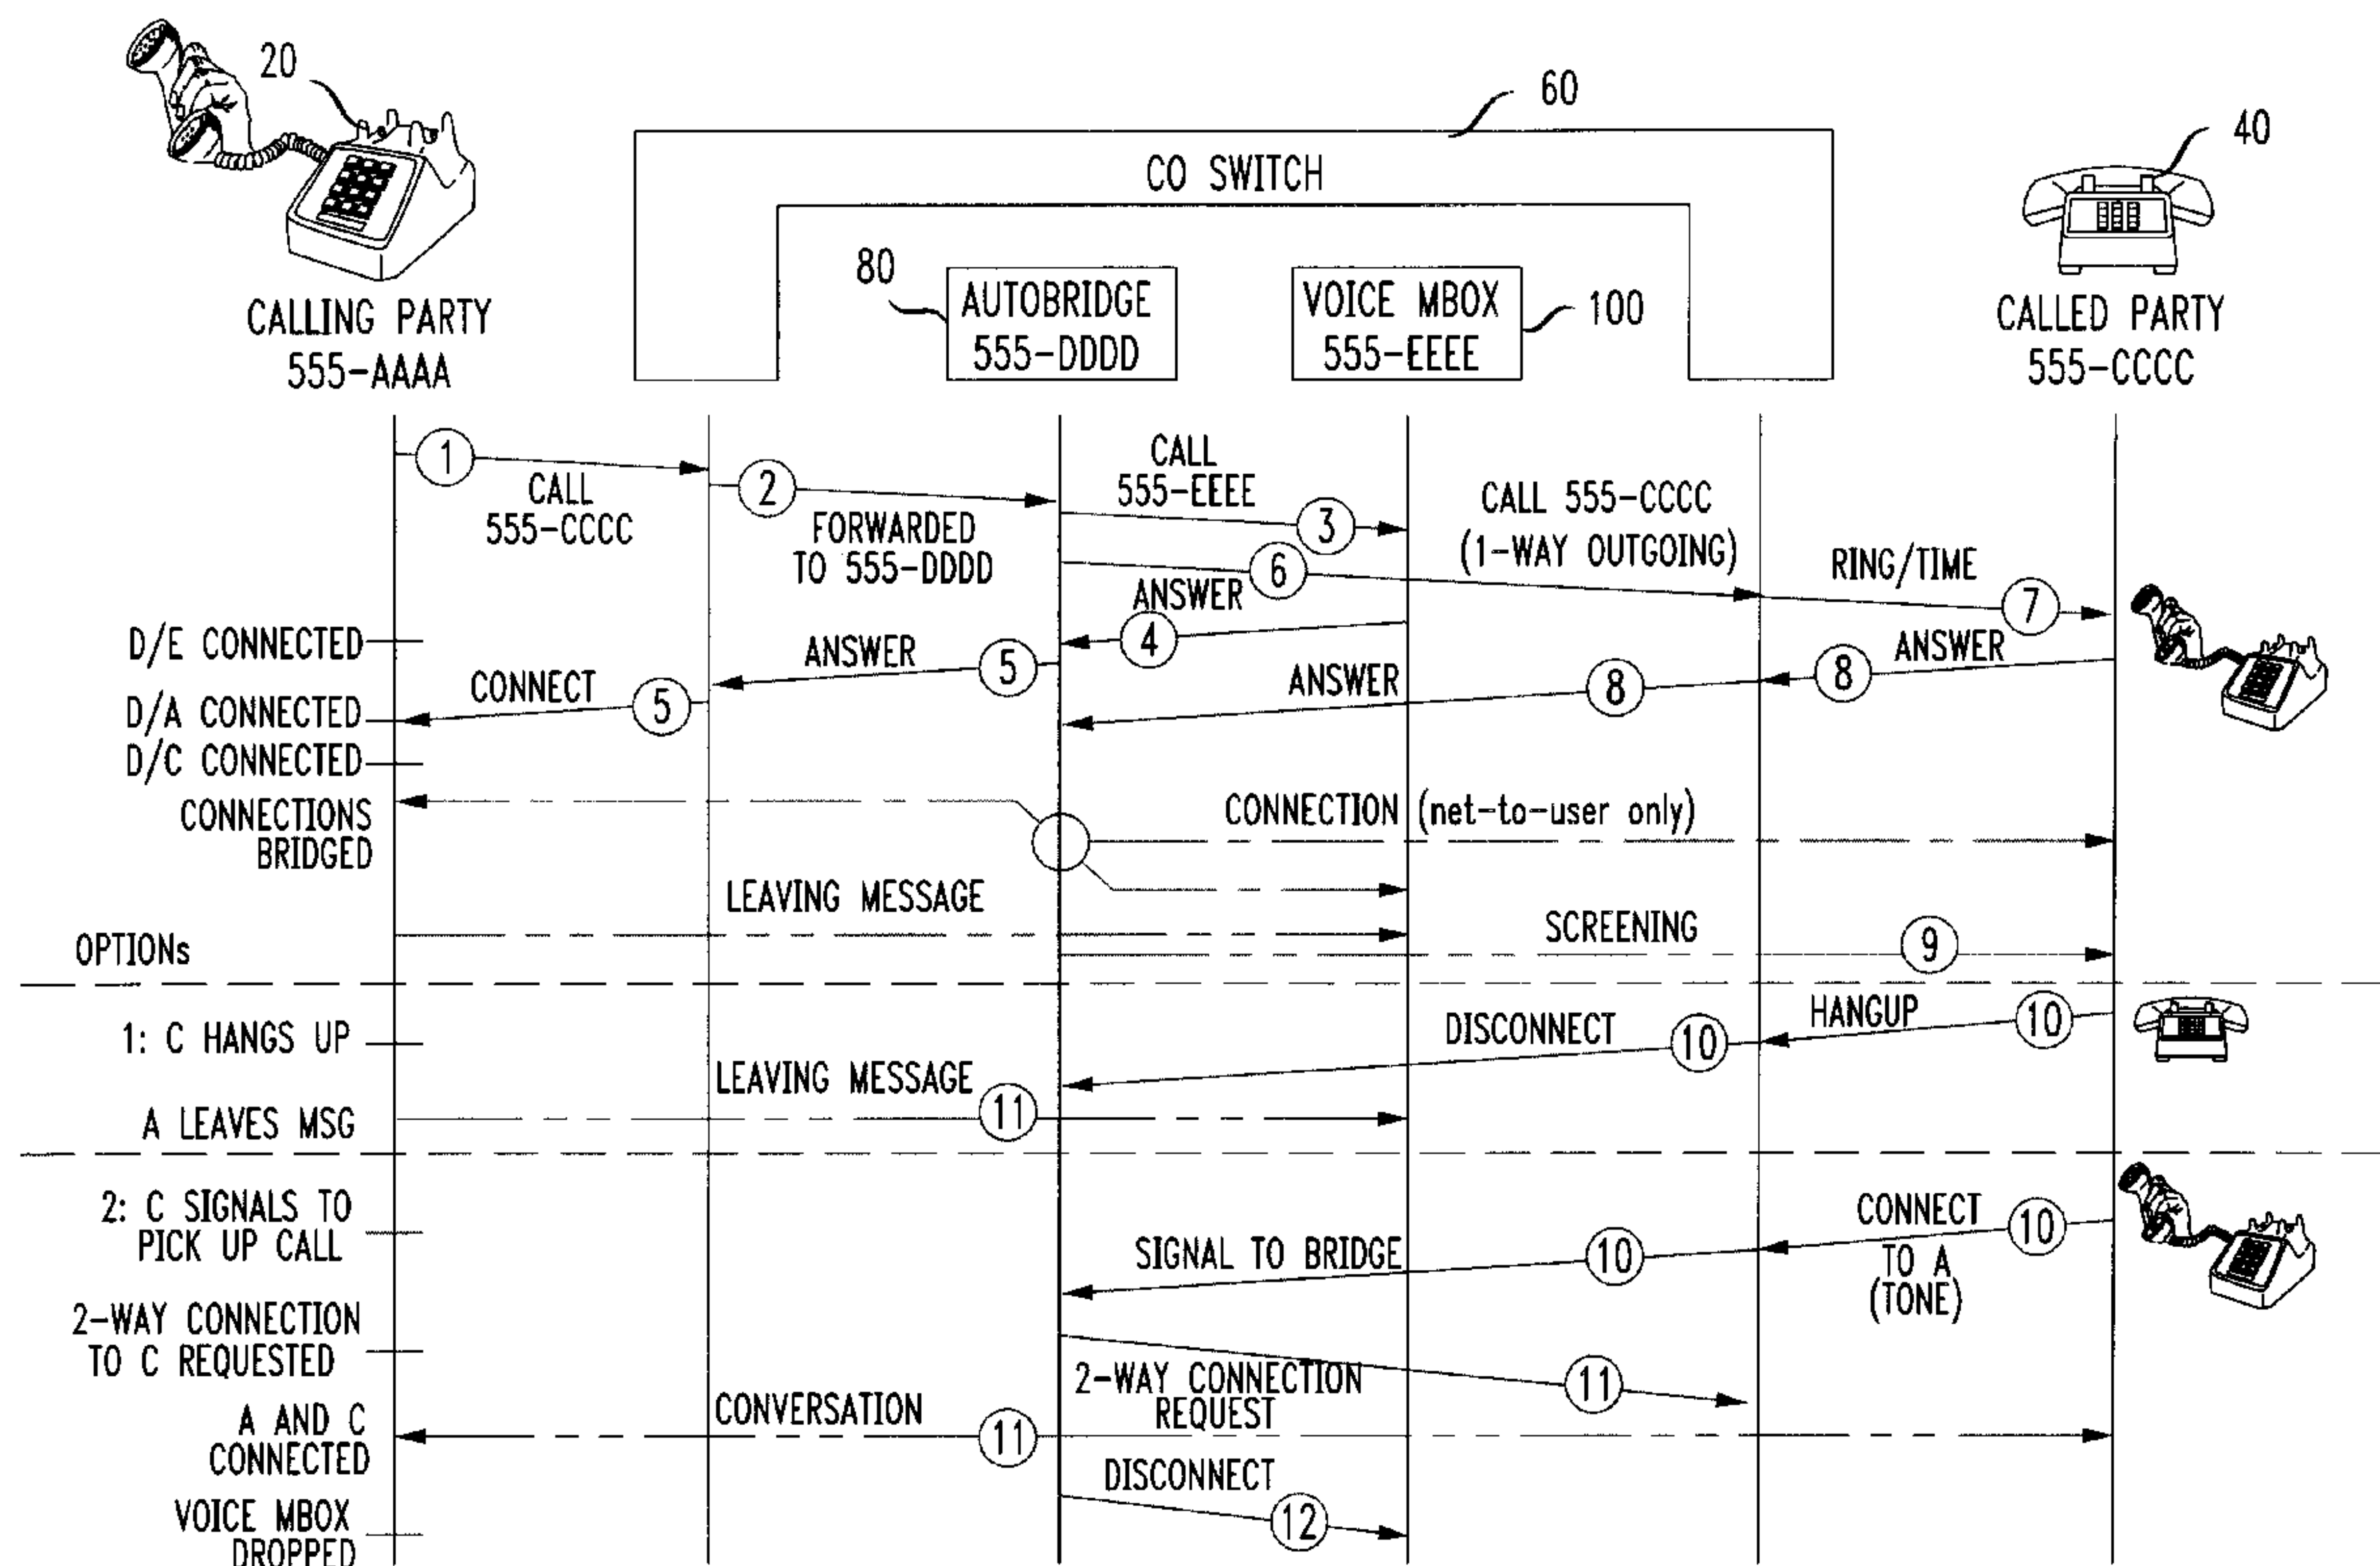 20
60
CO SWITCH
40
80
AUTOBRIDGE
555-DDDD
VOICE MBOX
555-EEEE
100
CALLING PARTY
555-AAAA
CALLED PARTY
555-CCCC
1
CALL
555-CCCC
2
FORWARDED
TO 555-DDDD
CALL
555-EEEE
3
CALL 555-CCCC
(1-WAY OUTGOING)
6
RING/TIME
7
D/E CONNECTED
ANSWER
4
ANSWER
5
ANSWER
8
8
ANSWER
D/A CONNECTED
CONNECT
5
D/C CONNECTED
CONNECTIONS
BRIDGED
CONNECTION (net-to-user only)
LEAVING MESSAGE
OPTIONs
SCREENING
9
1: C HANGS UP
DISCONNECT
10
HANGUP
10
LEAVING MESSAGE
11
A LEAVES MSG
2: C SIGNALS TO
PICK UP CALL
SIGNAL TO BRIDGE
10
CONNECT
TO A
(TONE)
10
2-WAY CONNECTION
TO C REQUESTED
2-WAY CONNECTION
REQUEST
11
A AND C
CONNECTED
CONVERSATION
11
DISCONNECT
12
VOICE MBOX
DROPPED